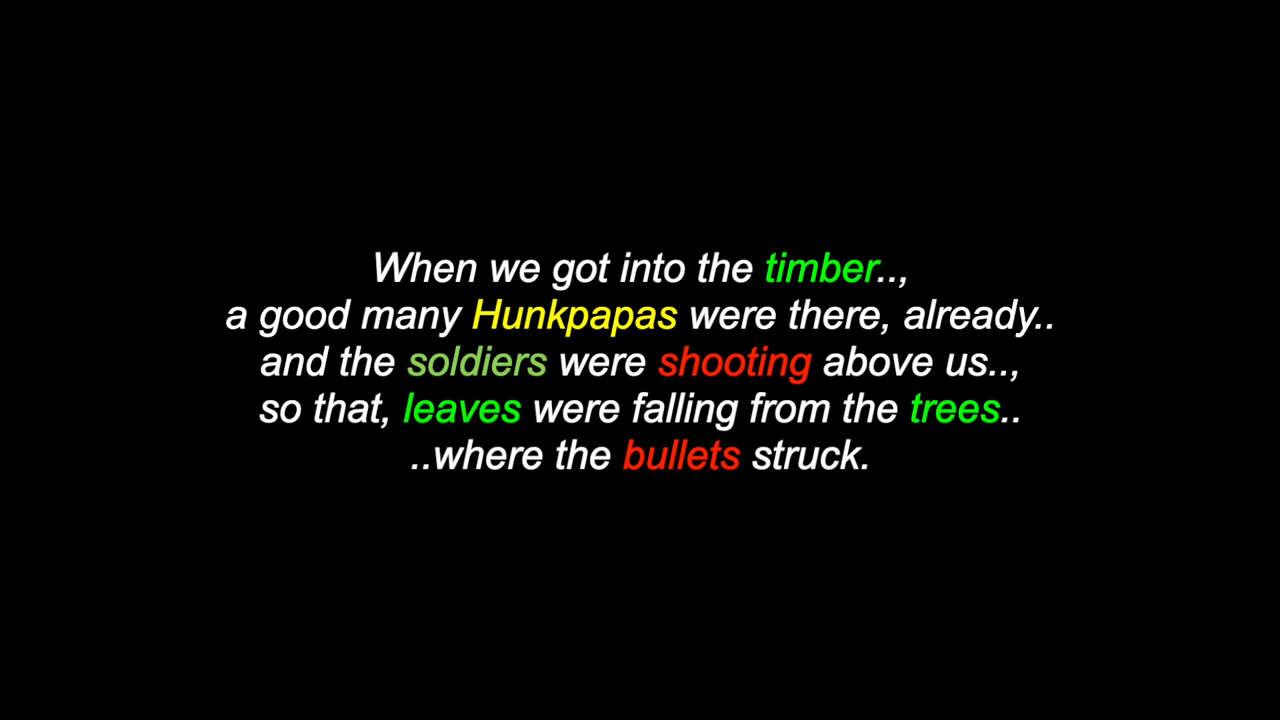 When we got into the timber..,
a good many Hunkpapas were there, already..
and the soldiers were shooting above us..,
so that, leaves were falling from the trees..
..where the bullets struck.